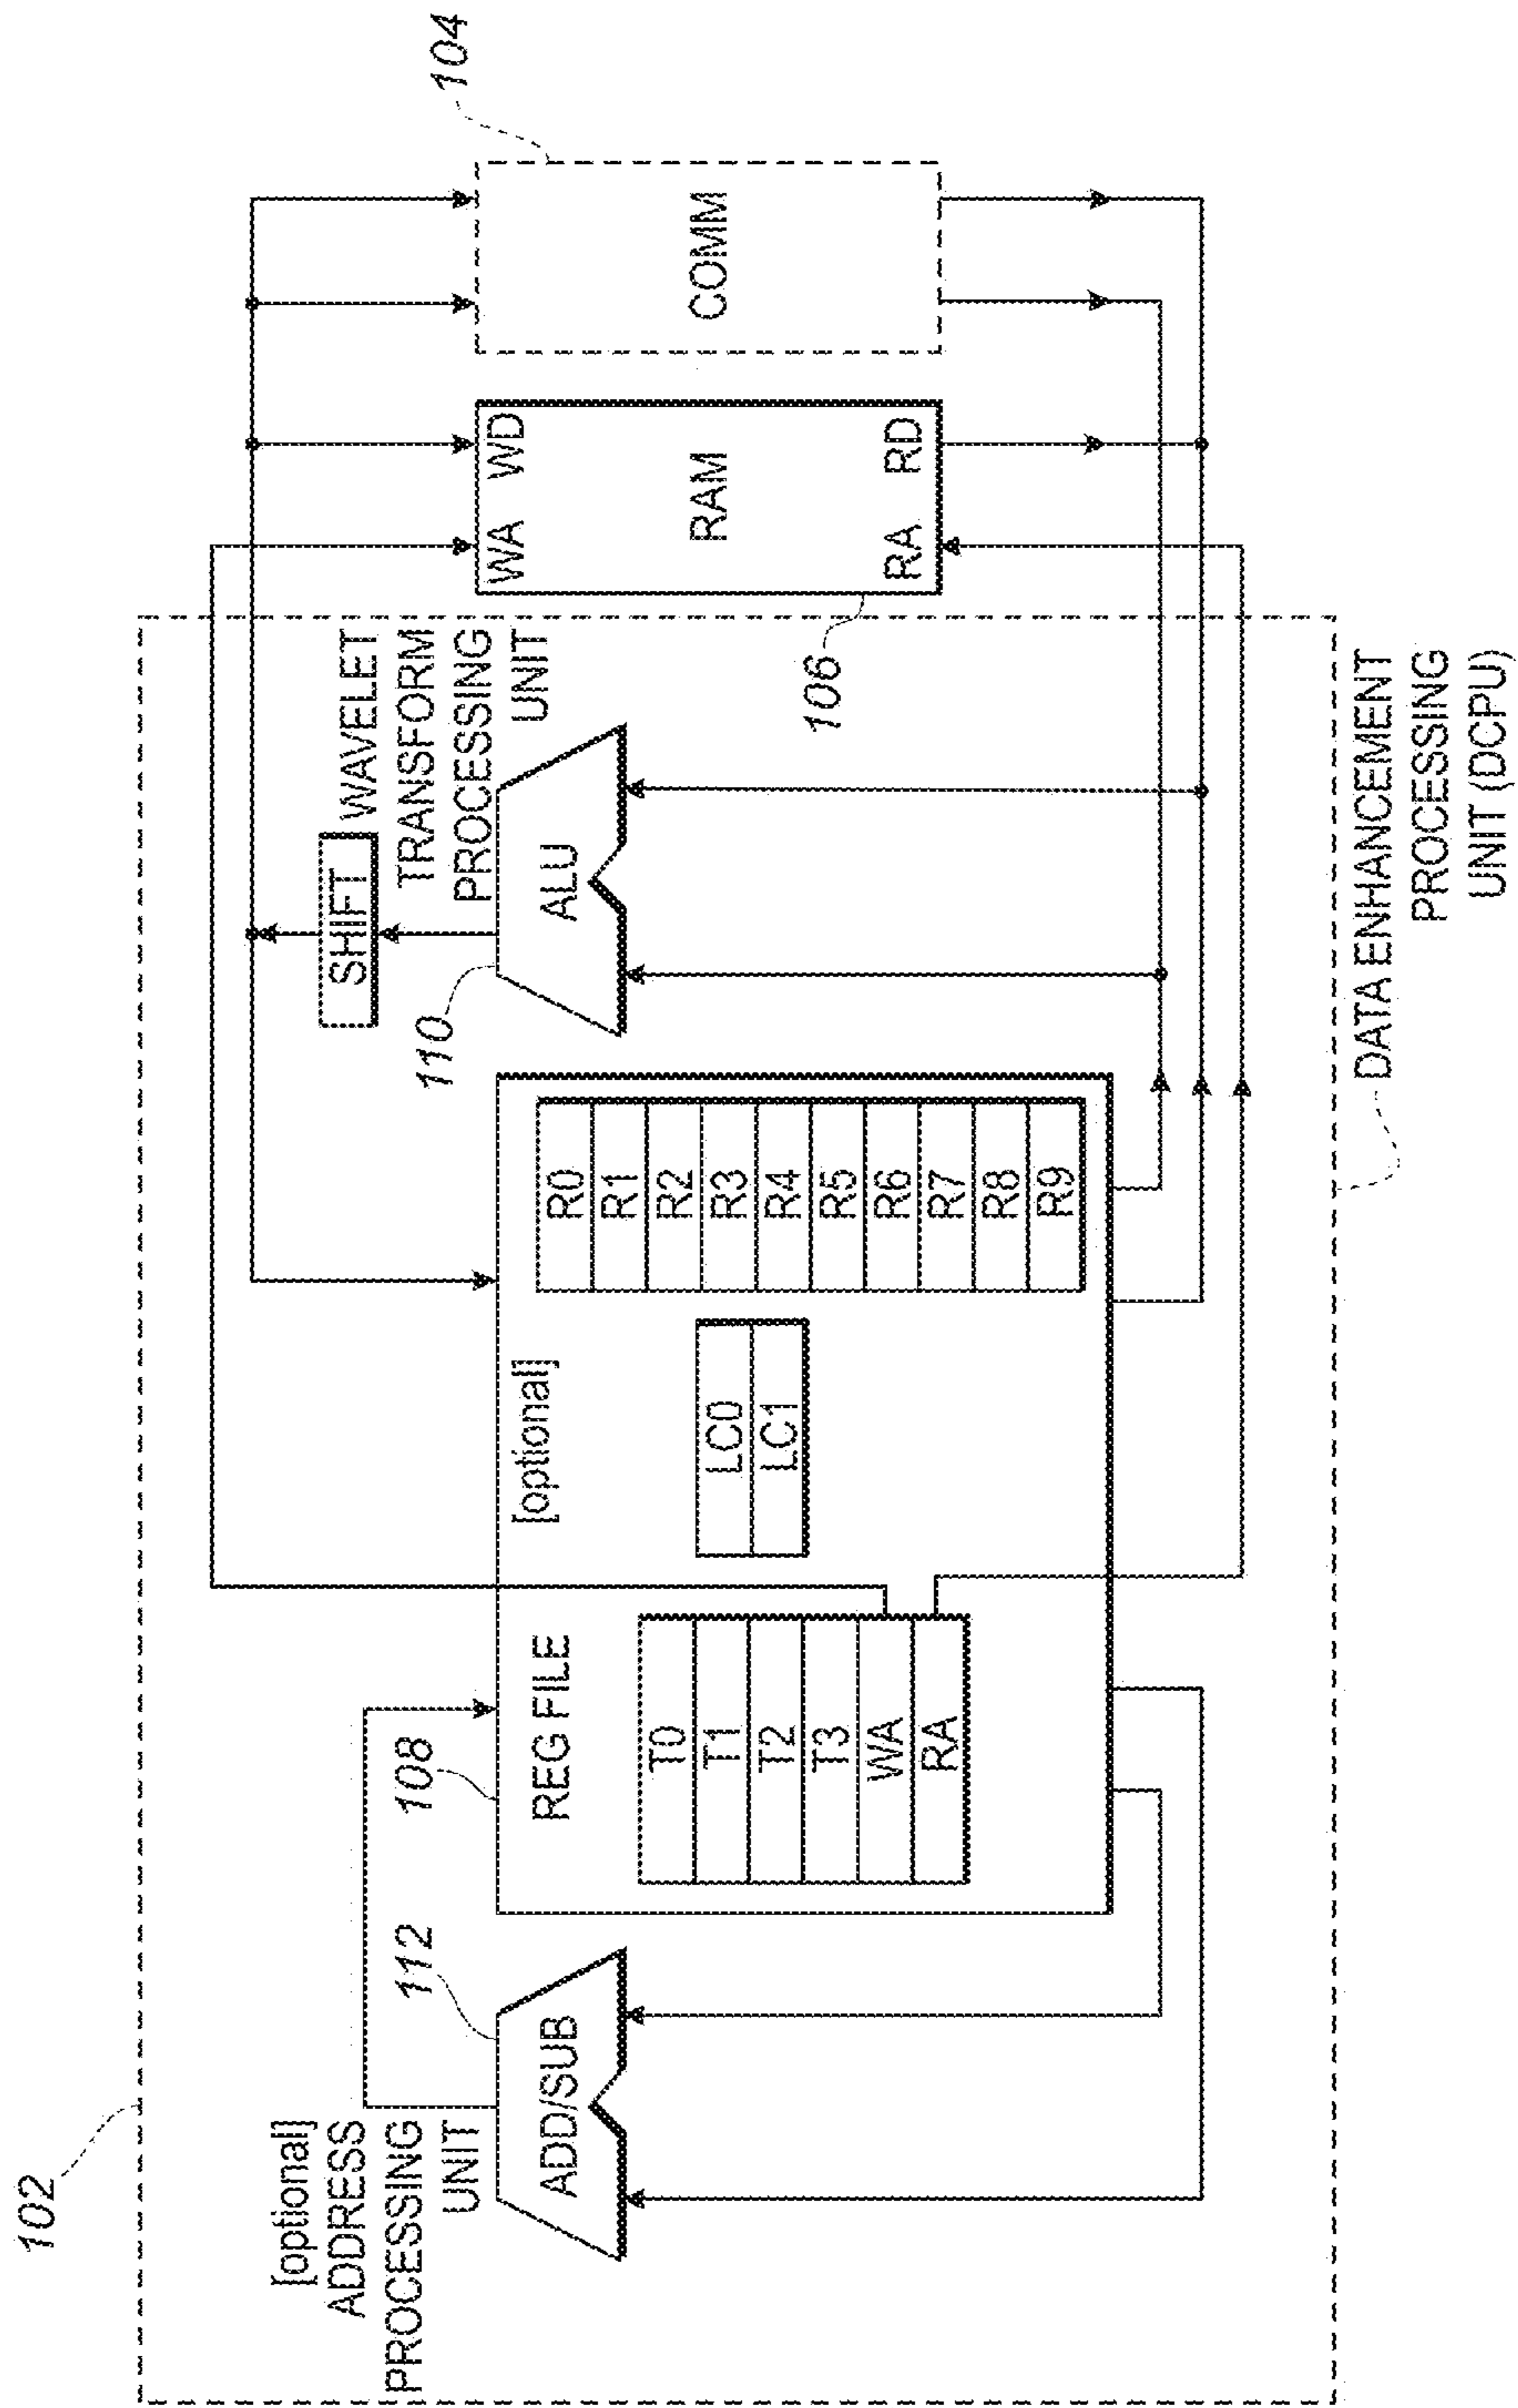 102
[optional]
ADDRESS
PROCESSING
UNIT
112
ADD/SUB
108
REG FILE
T0
T1
T2
T3
WA
RA
[optional]
LC0
LC1
R0
R1
R2
R3
R4
R5
R6
R7
R8
R9
110
SHIFT
ALU
WAVELET
TRANSFORM
PROCESSING
UNIT
106
WA WD
RAM
RA RD
104
COMM
DATA ENHANCEMENT
PROCESSING
UNIT (DCPU)